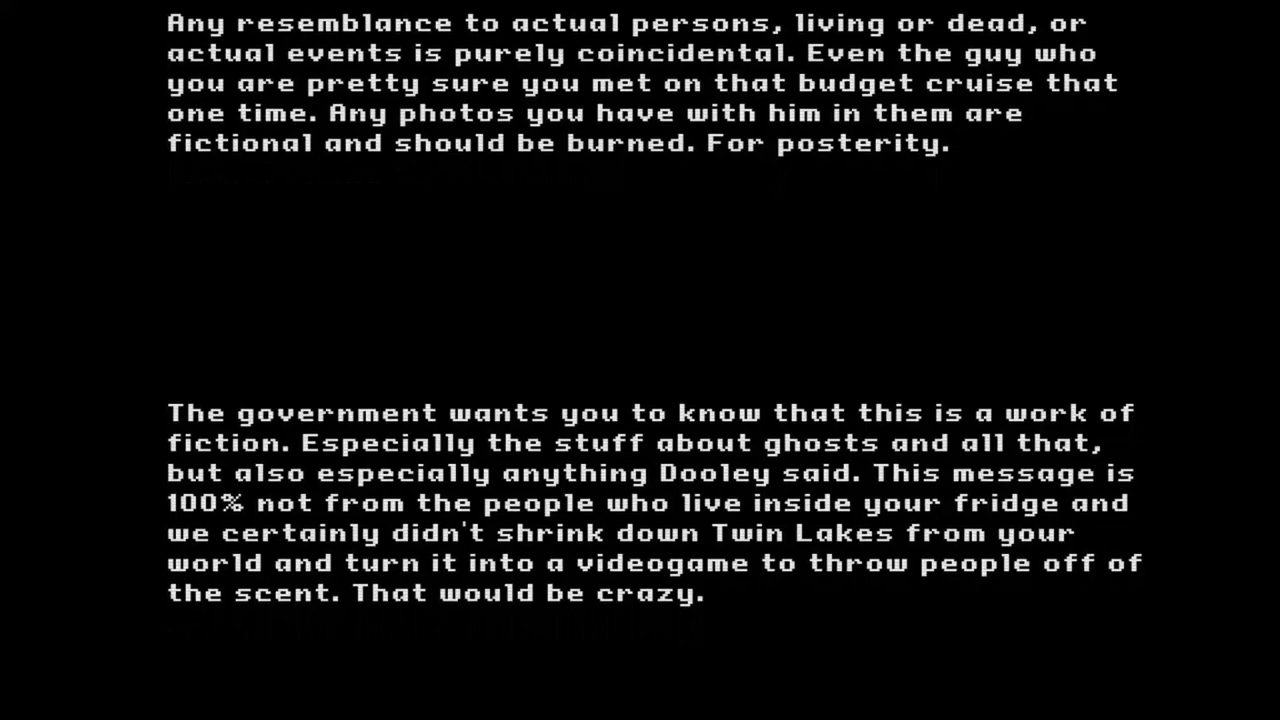 Any resemblance to actual persons, living or dead, or
actual events is purely coincidental. Even the guy who
you are pretty sure you met on that budget cruise that
one time. Any photos you have with him in them are
fictional and should be burned. For posterity.
The government wants you to know that this is a work of
fiction. Especially the stuff about ghosts and all that,
but also especially anything Dooley said. This message is
100% not from the people who live inside your fridge and
we certainly didn't shrink down Twin Lakes from your
world and turn it into a videogame to throw people off of
the scent. That would be crazy.